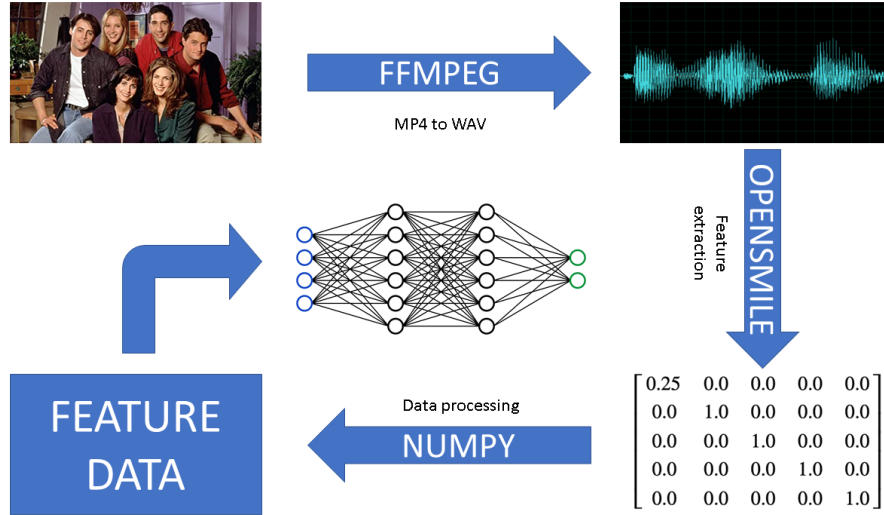 FFMPEG
MP4 to WAV
OPENSMILE
Feature
extraction
0.25 0.0 0.0 0.0 0.0
0.0 1.0 0.0 0.0 0.0
0.0 0.0 1.0 0.0 0.0
0.0 0.0 0.0 1.0 0.0
0.0 0.0 0.0 0.0 1.0
Data processing
NUMPY
FEATURE
DATA